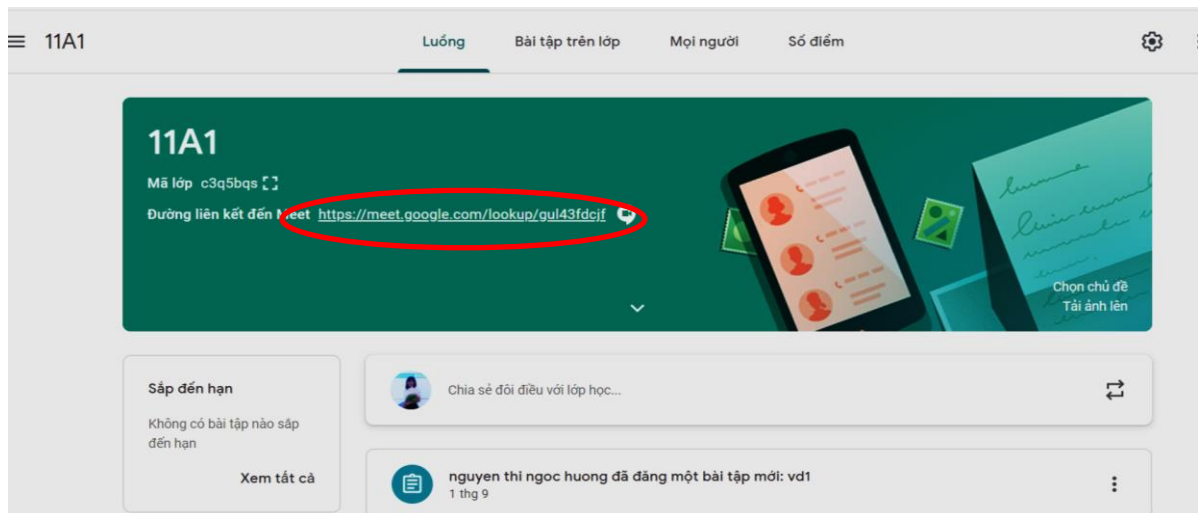 11A1
Luồng Bài tập trên lớp Mọi người Số điểm
11A1
Mã lớp c3q5bqs
Đường liên kết đến Meet https://meet.google.com/lookup/gul43fdcjf
Chọn chủ đề
Tải ảnh lên
Sắp đến hạn
Không có bài tập nào sắp
đến hạn
Xem tất cả
Chia sẻ đôi điều với lớp học...
nguyen thi ngoc huong đã đăng một bài tập mới: vd1
1 thg 9